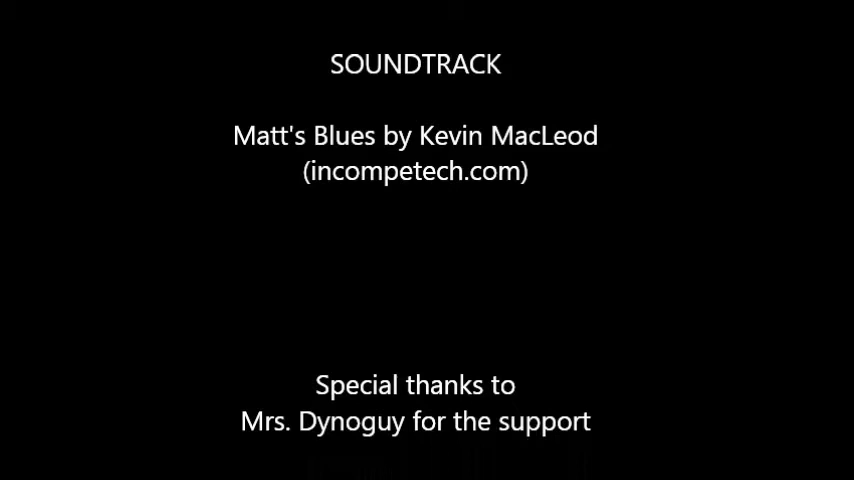 SOUNDTRACK
Matt's Blues by Kevin MacLeod
(incompetech.com)
Special thanks to
Mrs. Dynoguy for the support